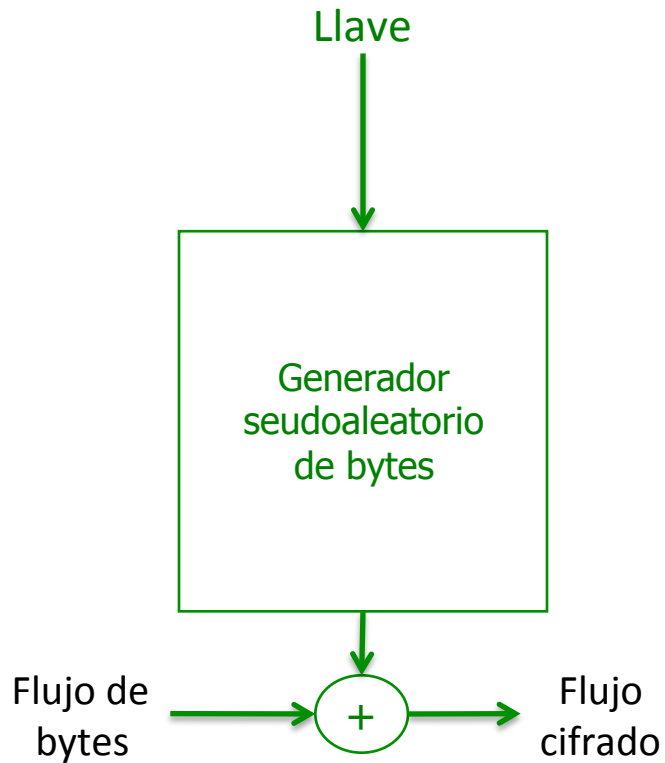 Llave
Generador
seudoaleatorio
de bytes
Flujo de
bytes
+
Flujo
cifrado